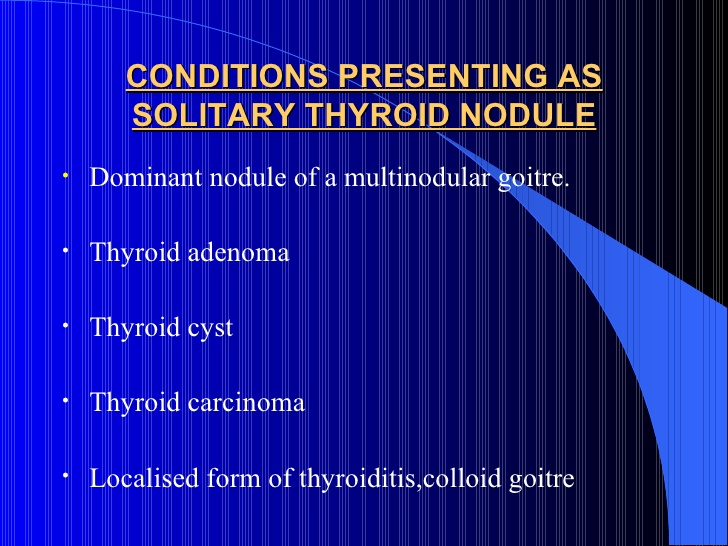 CONDITIONS PRESENTING AS
SOLITARY THYROID NODULE
• Dominant nodule of a multinodular goitre.
• Thyroid adenoma
• Thyroid cyst
• Thyroid carcinoma
• Localised form of thyroiditis,colloid goitre